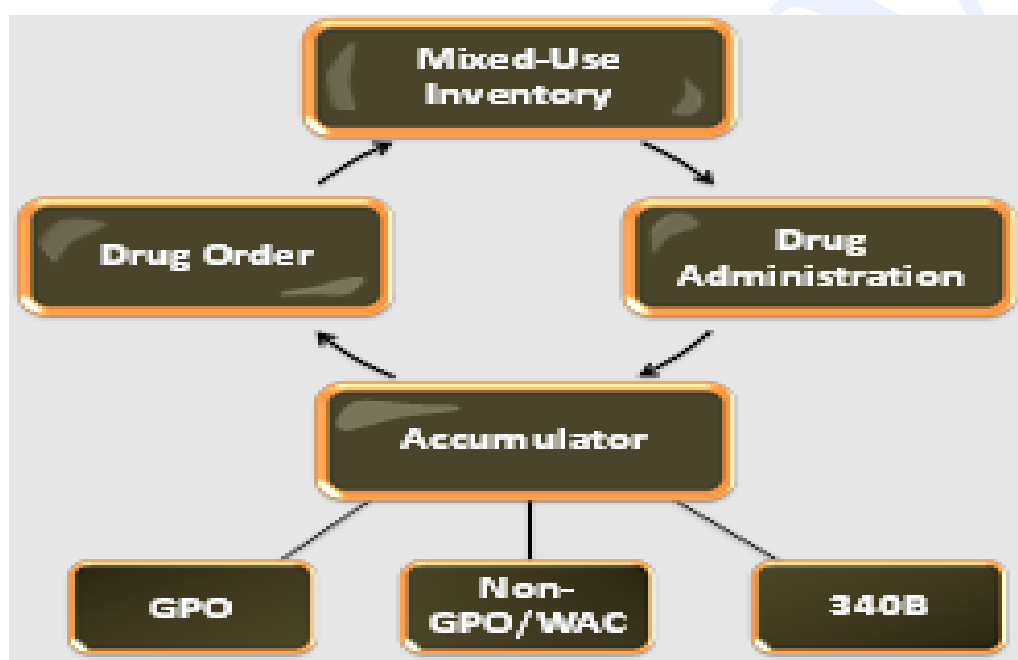 Mixed-Use
Inventory
Drug Order
Drug
Administration
Accumulator
GPO
Non-
GPO/WAC
340B